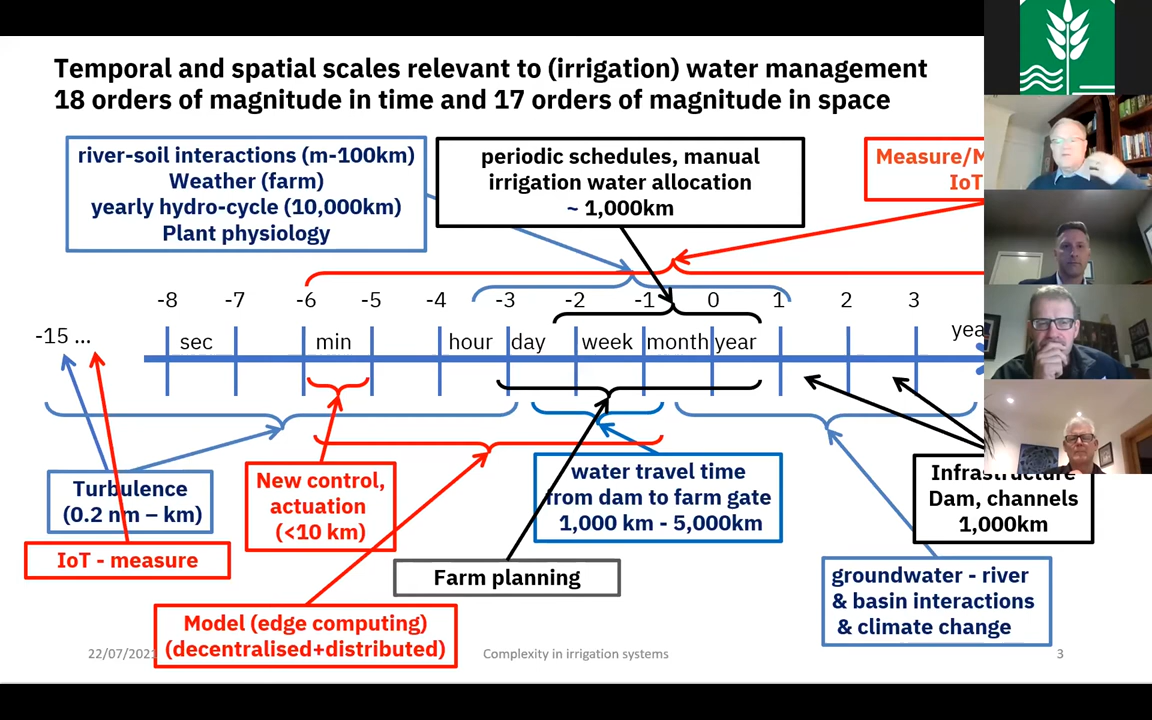 Temporal and spatial scales relevant to (irrigation) water management
18 orders of magnitude in time and 17 orders of magnitude in space
river-soil interactions (m-100km)
Weather (farm)
yearly hydro-cycle (10,000km)
Plant physiology
periodic schedules, manual
irrigation water allocation
~ 1,000km
Measure/M
IoT
-8 -7 -6 -5 -4 -3 -2 -1 0 1 2 3
-15 ...
sec min hour day week month year
yea
Turbulence
(0.2 nm – km)
IoT - measure
New control,
actuation
(<10 km)
water travel time
from dam to farm gate
1,000 km - 5,000km
Infrastructure
Dam, channels
1,000km
Farm planning
groundwater - river
& basin interactions
& climate change
Model (edge computing)
(decentralised+distributed)
22/07/2021
Complexity in irrigation systems
3